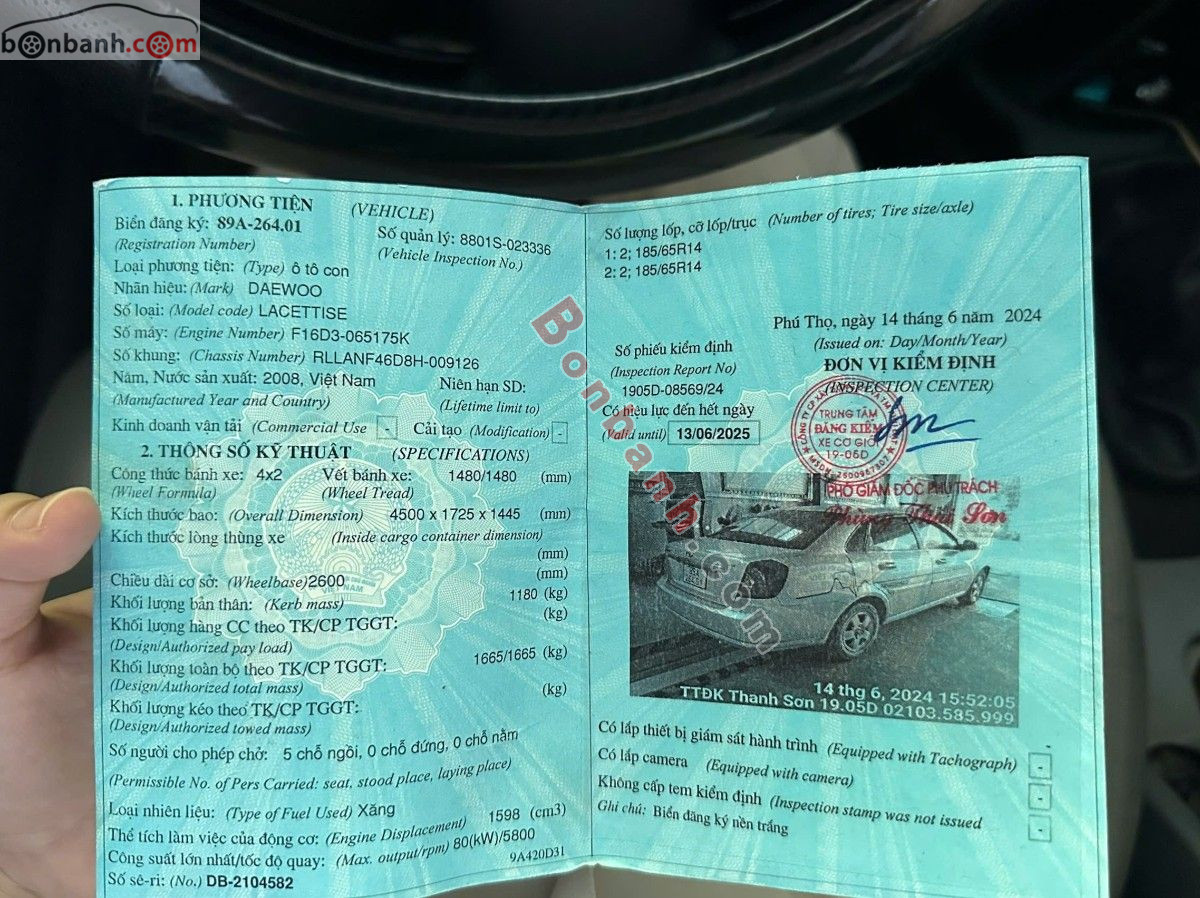 bonbanh.com
1. PHƯƠNG TIỆN (VEHICLE)
Biển đăng ký: 89A-264.01
(Registration Number)
Số quản lý: 8801S-023336
(Vehicle Inspection No.)
Loại phương tiện: (Type) ô tô con
Nhãn hiệu: (Mark) DAEWOO
Số loại: (Model code) LACETTISE
Số máy: (Engine Number) F16D3-065175K
Số khung: (Chassis Number) RLLANF46D8H-009126
Năm, Nước sản xuất: 2008, Việt Nam
(Manufactured Year and Country)
Niên hạn SD:
(Lifetime limit to)
Kinh doanh vận tải (Commercial Use - Cải tạo (Modification) -
2. THÔNG SỐ KỸ THUẬT (SPECIFICATIONS)
Công thức bánh xe: 4x2 Vết bánh xe: 1480/1480 (mm)
(Wheel Formula) (Wheel Tread)
Kích thước bao: (Overall Dimension) 4500 x 1725 x 1445 (mm)
Kích thước lòng thùng xe (Inside cargo container dimension)
(mm)
Chiều dài cơ sở: (Wheelbase)2600 (mm)
Khối lượng bản thân: (Kerb mass) 1180 (kg)
Khối lượng hàng CC theo TK/CP TGGT: (kg)
(Design/Authorized pay load)
Khối lượng toàn bộ theo TK/CP TGGT: 1665/1665 (kg)
(Design/Authorized total mass)
Khối lượng kéo theo TK/CP TGGT: (kg)
(Design/Authorized towed mass)
Số người cho phép chở: 5 chỗ ngồi, 0 chỗ đứng, 0 chỗ nằm
(Permissible No. of Pers Carried: seat, stood place, laying place)
Loại nhiên liệu: (Type of Fuel Used) Xăng
Thể tích làm việc của động cơ: (Engine Displacement) 1598 (cm3)
Công suất lớn nhất/tốc độ quay: (Max. output/rpm) 80(kW)/5800
Số sê-ri: (No.) DB-2104582
9A420D31
Số lượng lốp, cỡ lốp/trục (Number of tires; Tire size/axle)
1: 2; 185/65R14
2: 2; 185/65R14
Phú Thọ, ngày 14 tháng 6 năm 2024
(Issued on: Day/Month/Year)
Số phiếu kiểm định
(Inspection Report No)
1905D-08569/24
Có hiệu lực đến hết ngày
(Valid until) 13/06/2025
ĐƠN VỊ KIỂM ĐỊNH
(INSPECTION CENTER)
TRUNG TÂM
ĐĂNG KIỂM
XE CƠ GIỚI
19-05D
PHÓ GIÁM ĐỐC PHỤ TRÁCH
Sơn
14 thg 6, 2024 15:52:05
TTĐK Thanh Sơn 19.05D 02103.585.999
Có lắp thiết bị giám sát hành trình (Equipped with Tachograph) -
Có lắp camera (Equipped with camera) -
Không cấp tem kiểm định (Inspection stamp was not issued -
Ghi chú: Biển đăng ký nền trắng
Bonbanh.com